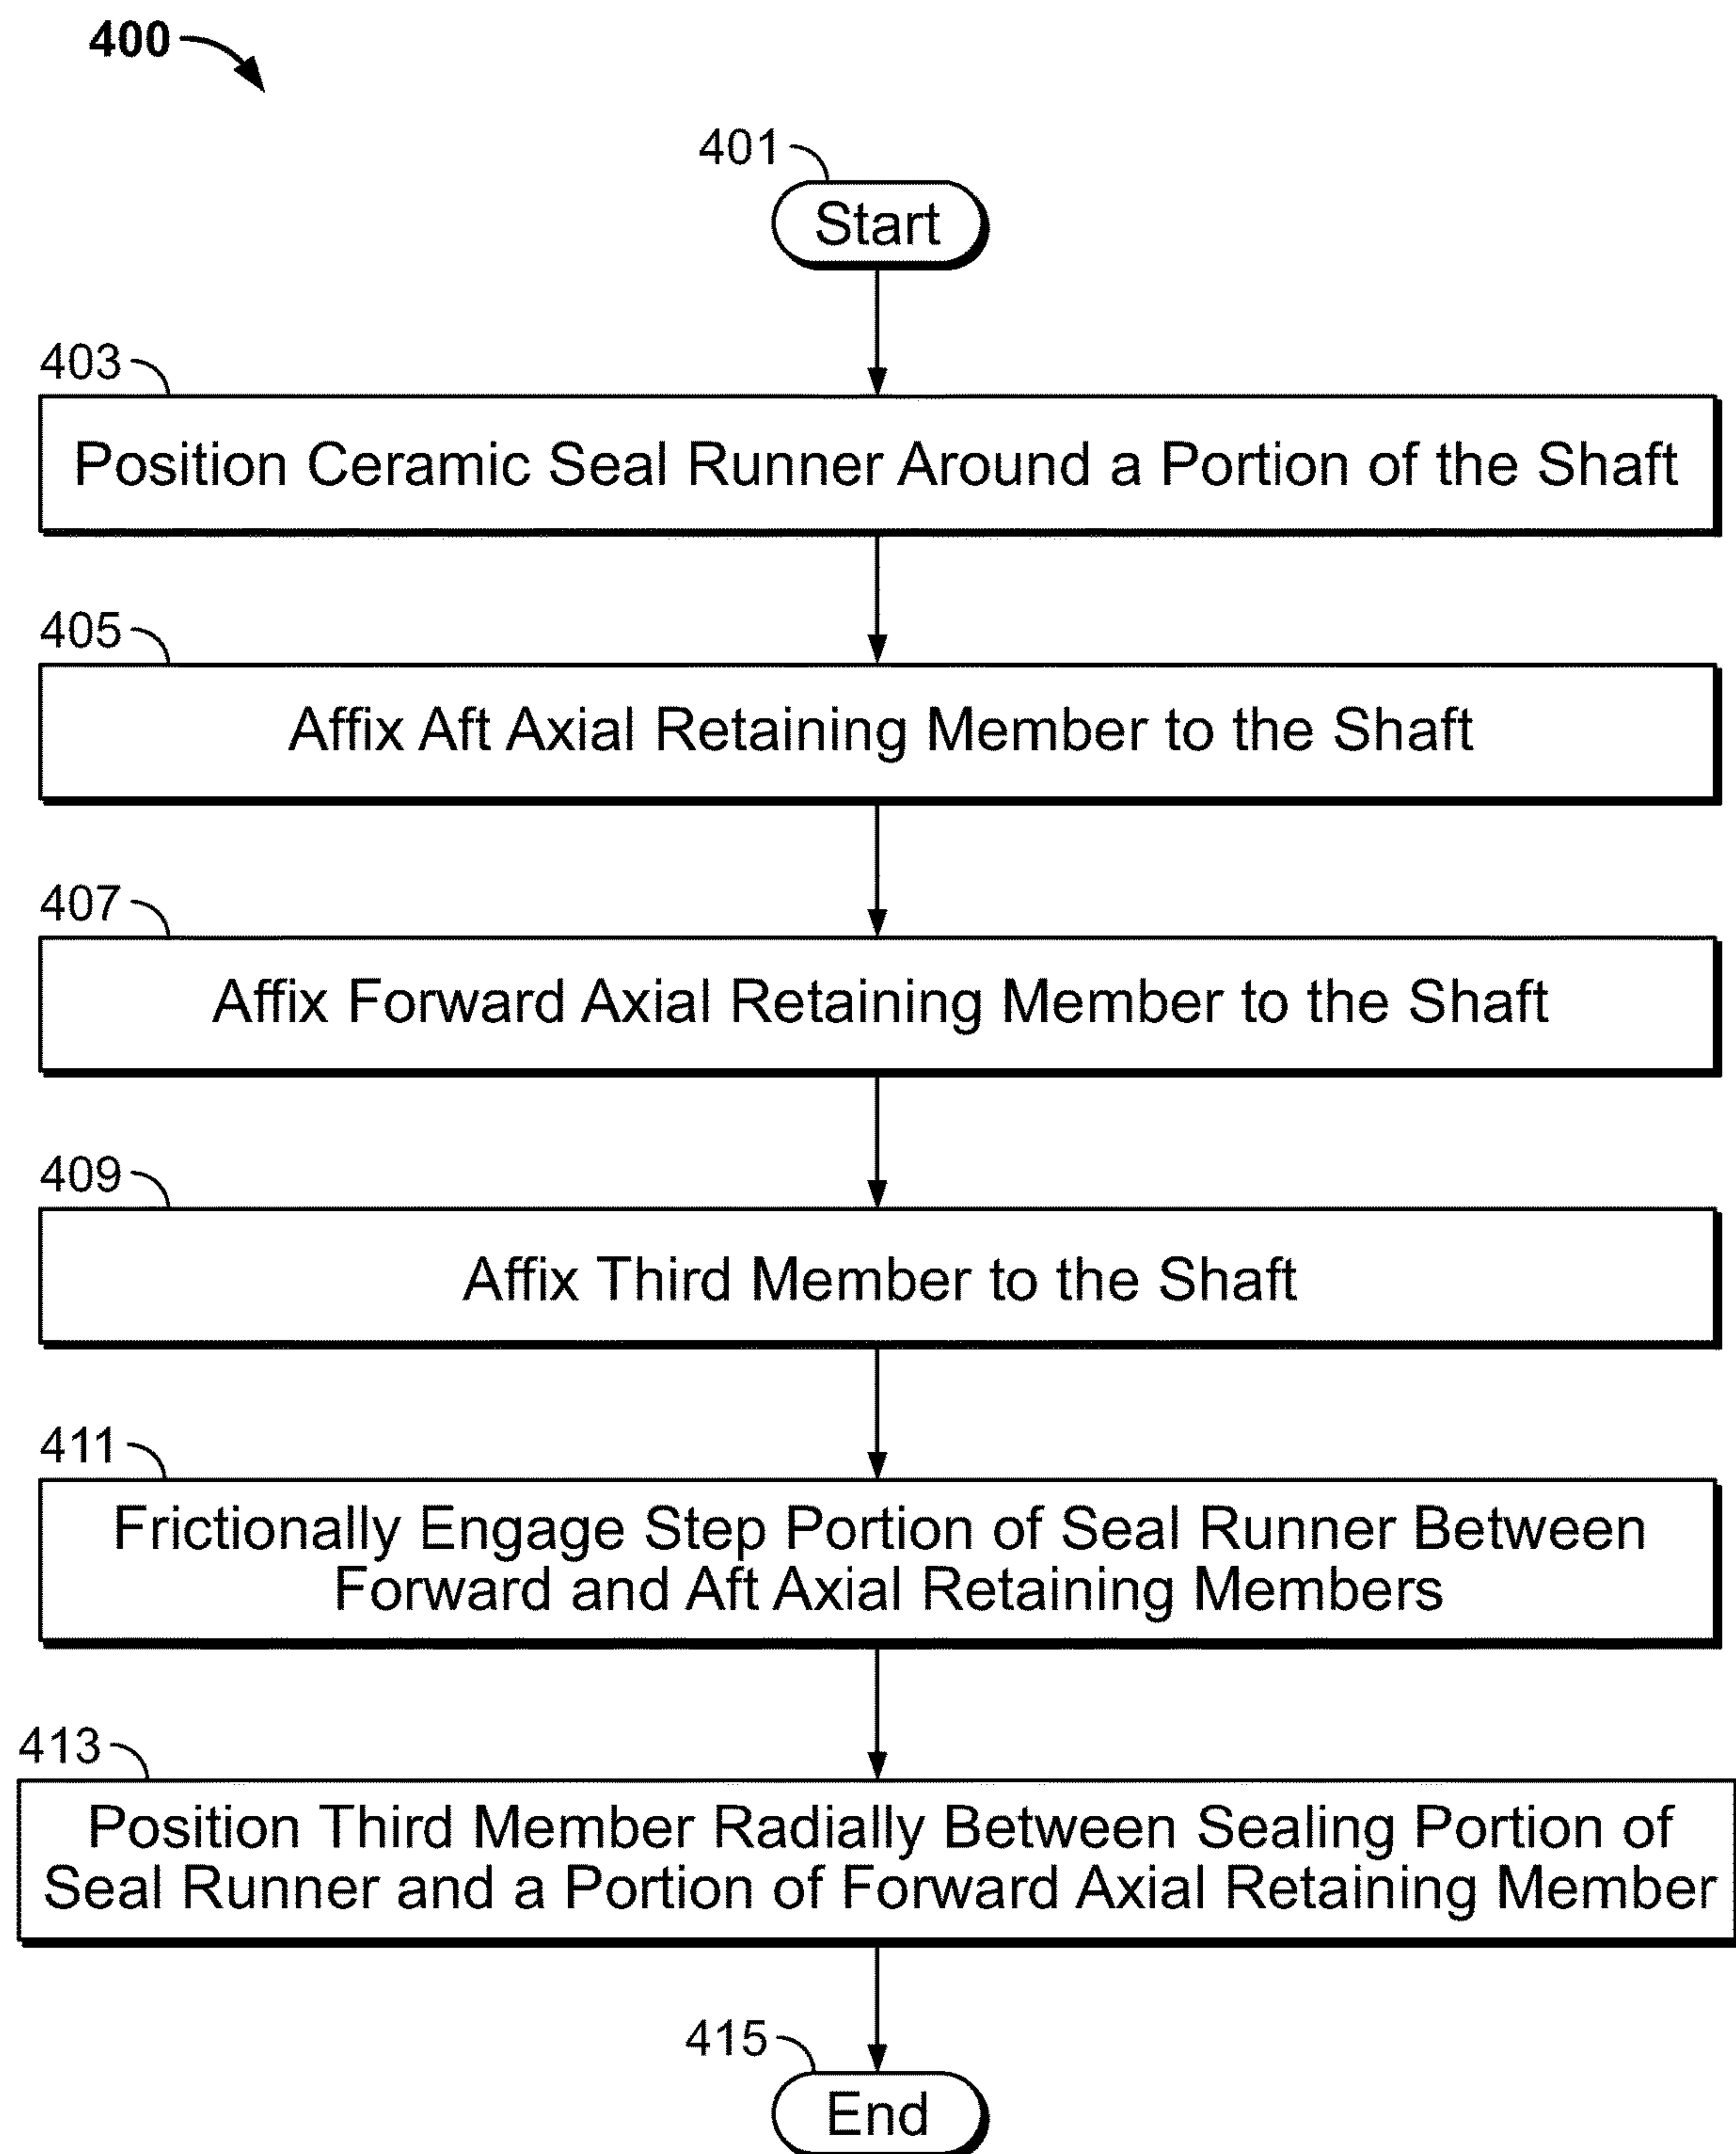 400
401
Start
403
Position Ceramic Seal Runner Around a Portion of the Shaft
405
Affix Aft Axial Retaining Member to the Shaft
407
Affix Forward Axial Retaining Member to the Shaft
409
Affix Third Member to the Shaft
411
Frictionally Engage Step Portion of Seal Runner Between
Forward and Aft Axial Retaining Members
413
Position Third Member Radially Between Sealing Portion of
Seal Runner and a Portion of Forward Axial Retaining Member
415
End